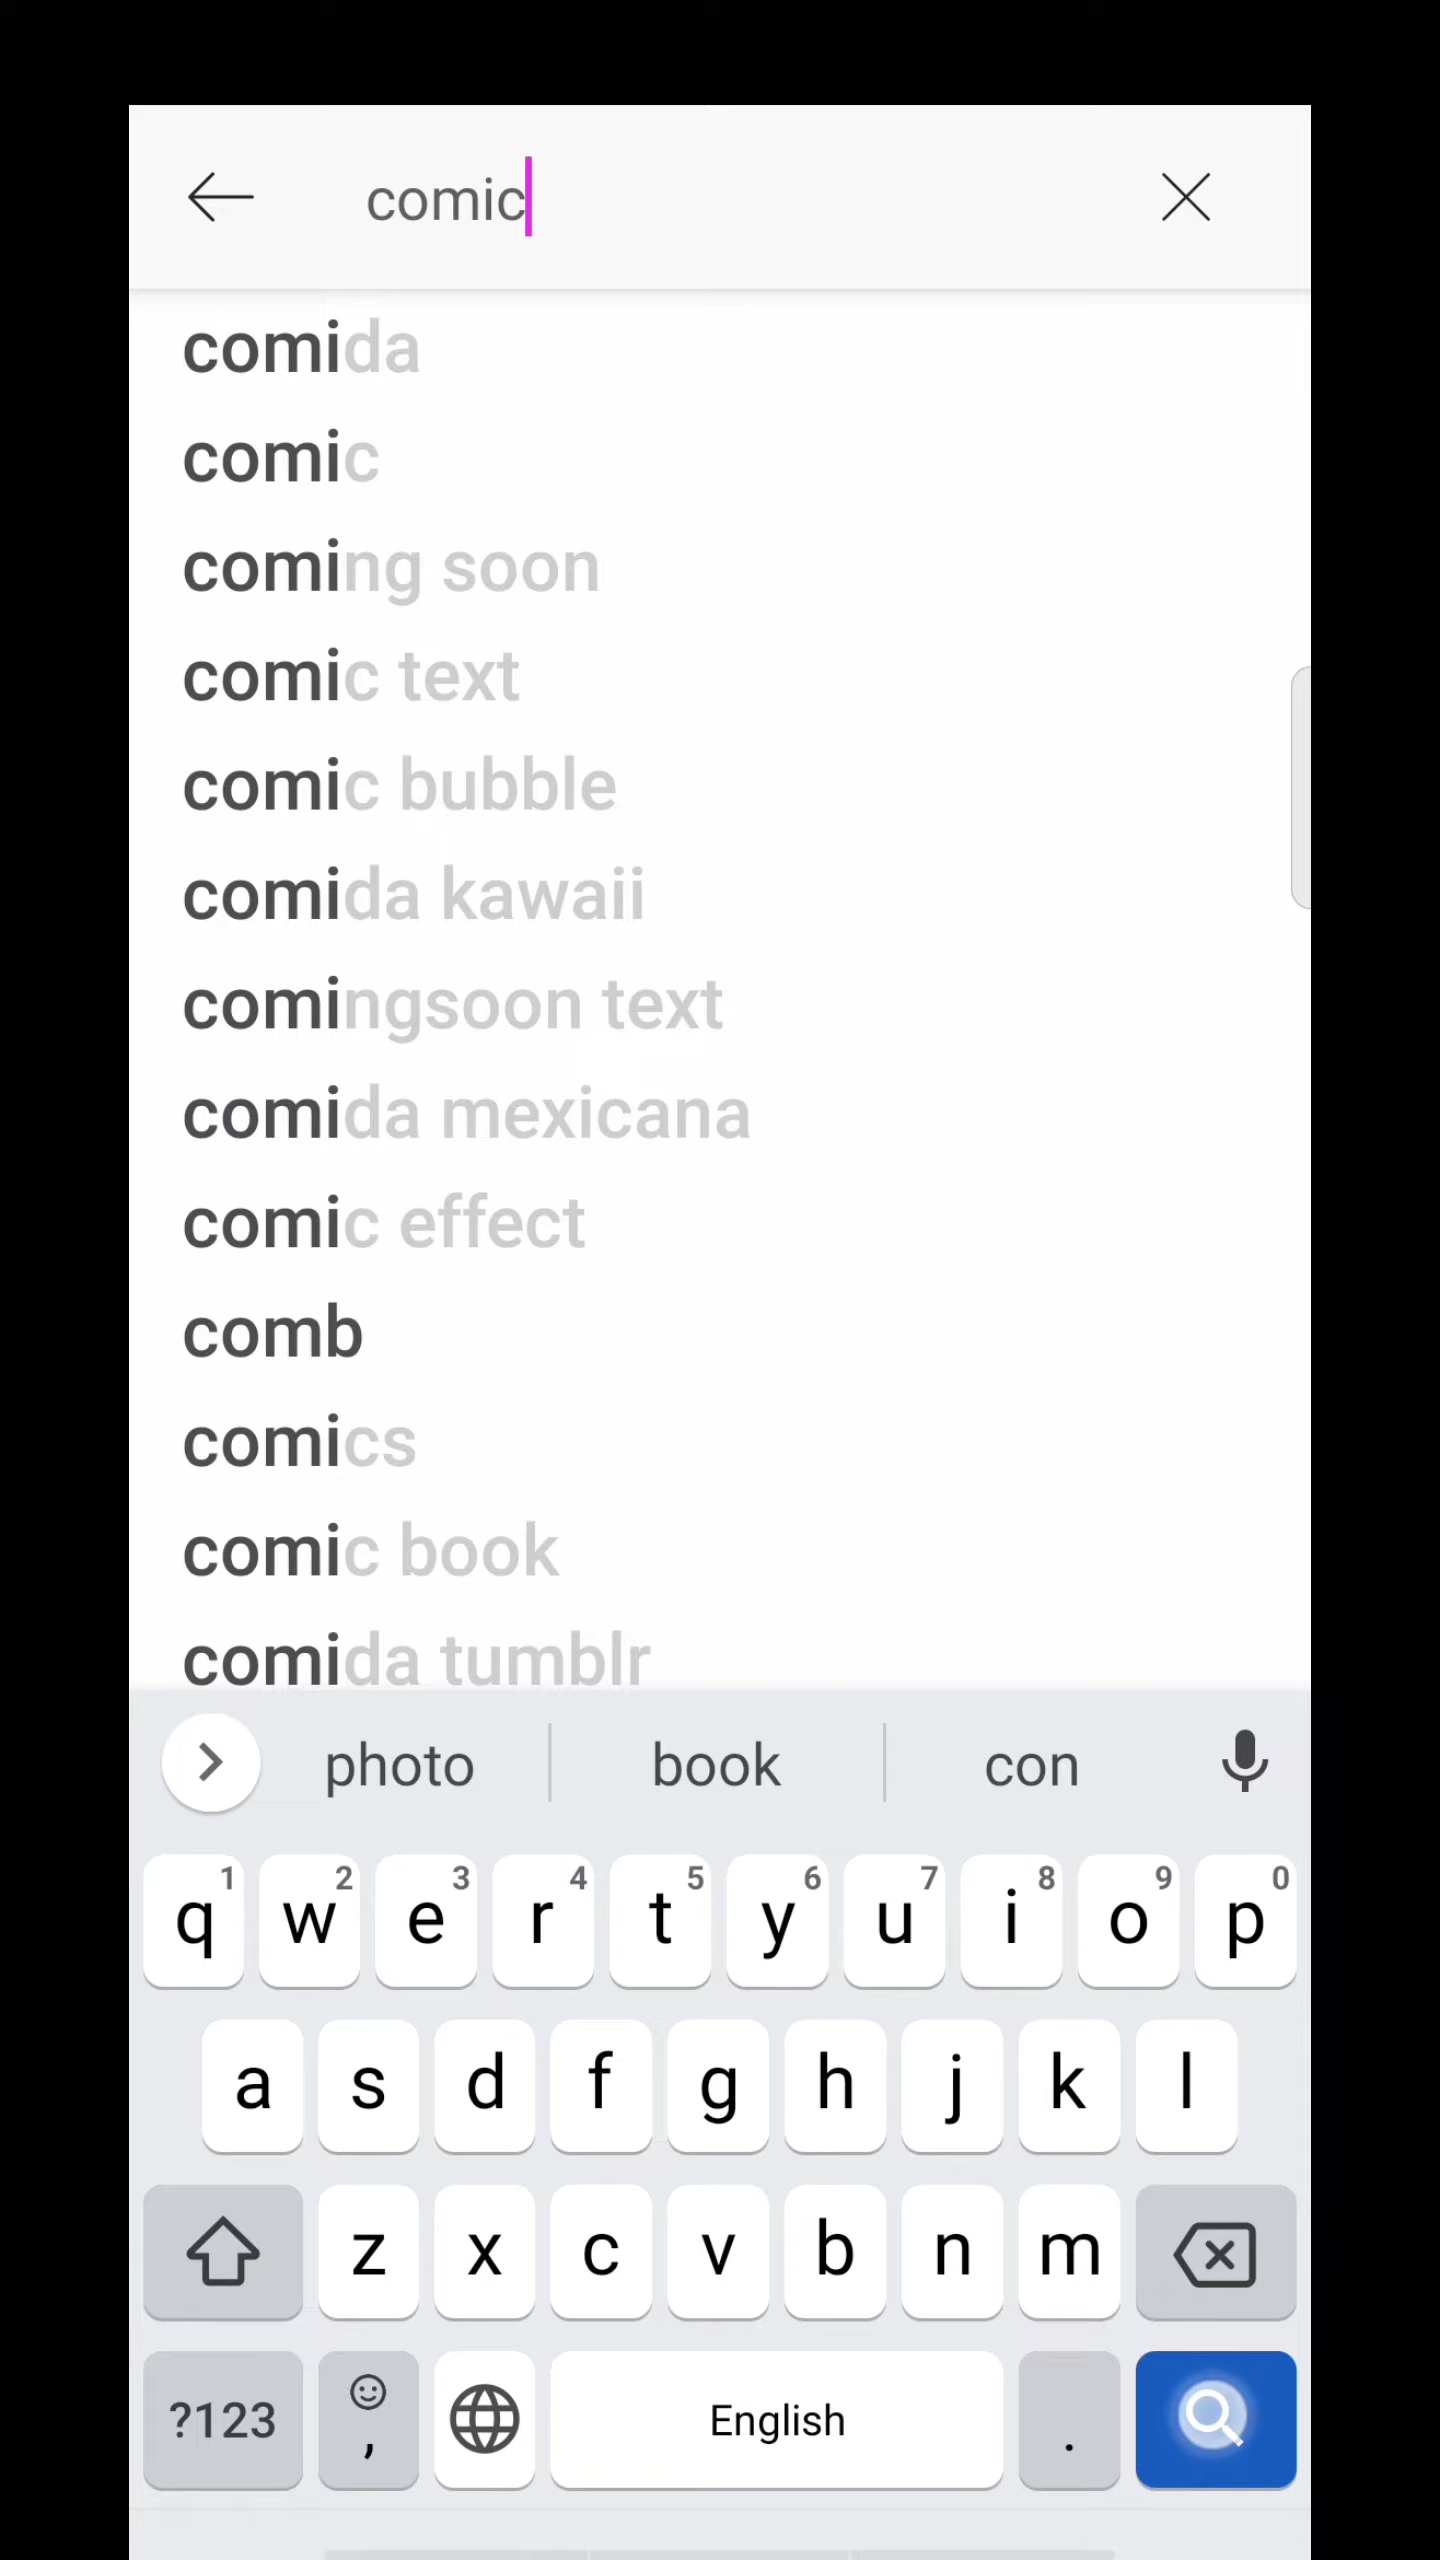 comic
comida
comic
coming soon
comic text
comic bubble
comida kawaii
comingsoon text
comida mexicana
comic effect
comb
comics
comic book
comida tumblr
photo book con
1 2 3 4 5 6 7 8 9 0
q w e r t y u i o p
a s d f g h j k l
z x c v b n m
?123 , English .